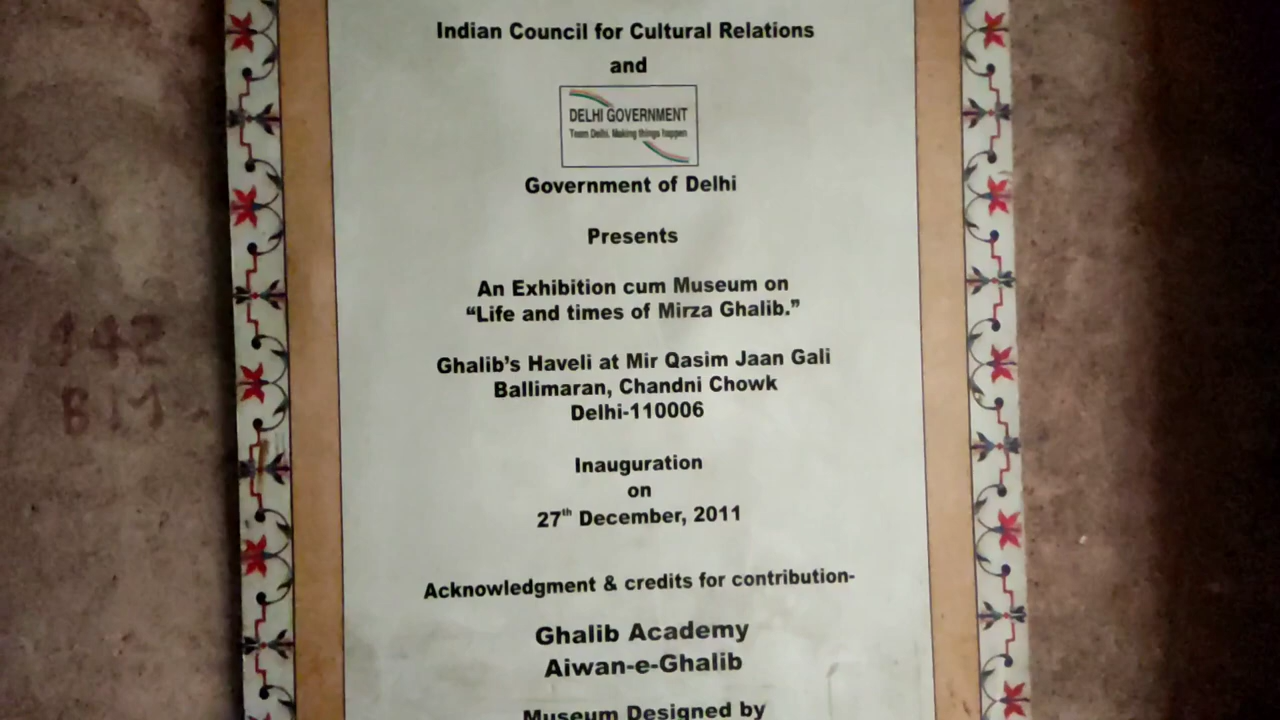 Indian Council for Cultural Relations
and
DELHI GOVERNMENT
Team Delhi. Making things happen
Government of Delhi
Presents
An Exhibition cum Museum on
“Life and times of Mirza Ghalib.”
Ghalib’s Haveli at Mir Qasim Jaan Gali
Ballimaran, Chandni Chowk
Delhi-110006
Inauguration
on
27th December, 2011
Acknowledgment & credits for contribution-
Ghalib Academy
Aiwan-e-Ghalib
Museum Designed by